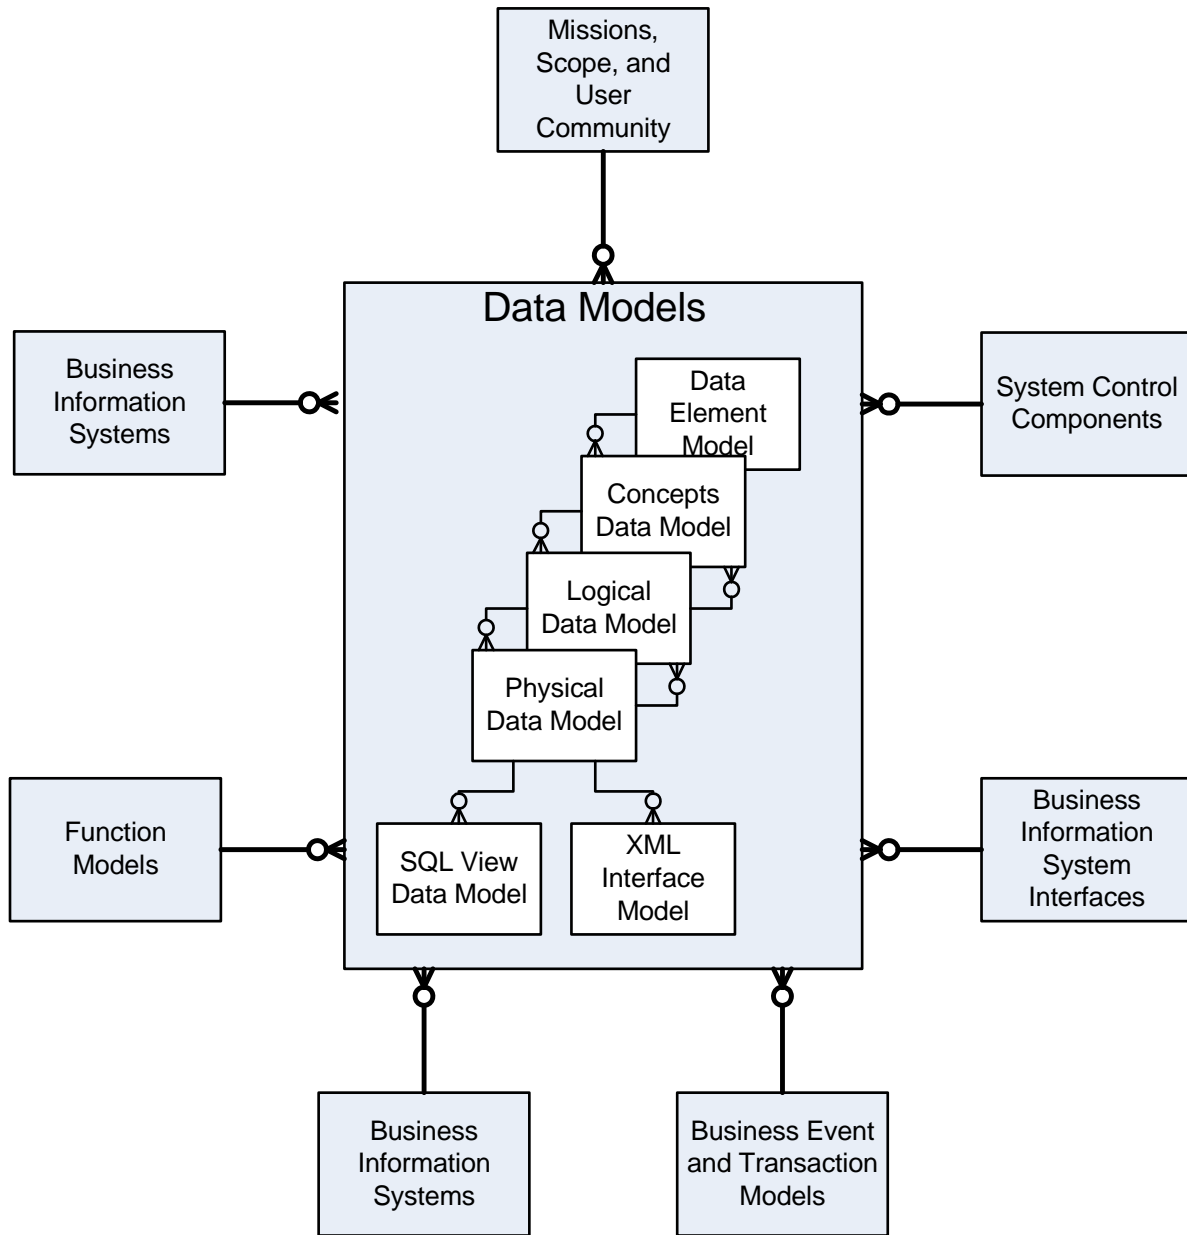 Missions,
Scope, and
User
Community
Data Models
Business
Information
Systems
Data
Element
Model
System Control
Components
Concepts
Data Model
Logical
Data Model
Physical
Data Model
Function
Models
SQL View
Data Model
XML
Interface
Model
Business
Information
System
Interfaces
Business
Information
Systems
Business Event
and Transaction
Models